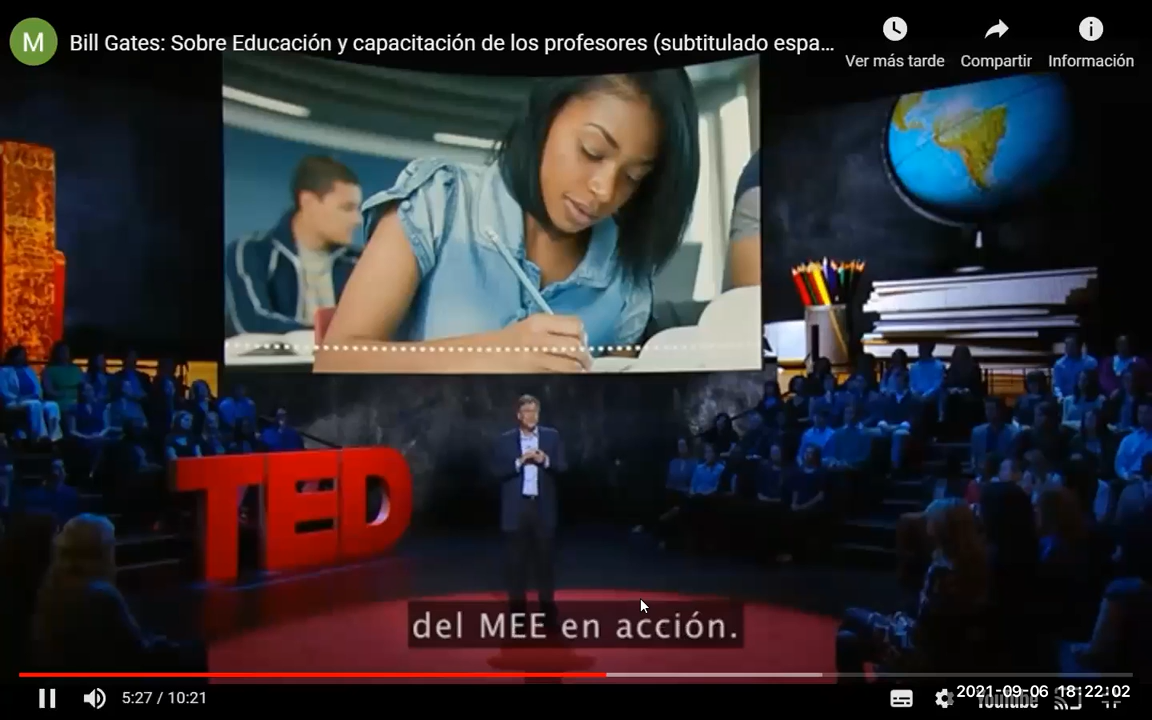 M
Bill Gates: Sobre Educación y capacitación de los profesores (subtitulado espa...
Ver más tarde
Compartir
Información
TED
del MEE en acción.
5:27 / 10:21
2021-09-06 18:22:02
YouTube